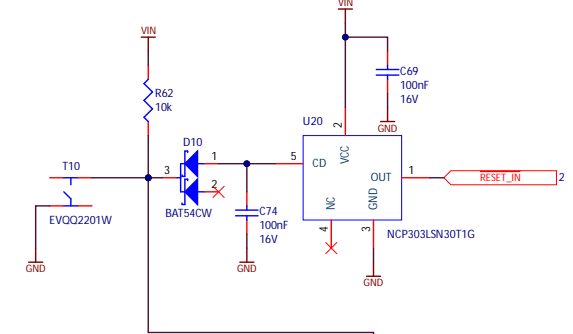 VIN
VIN
C69
100nF
16V
GND
R62
10k
U20
2
VCC
D10
T10
3
1
2
BAT54CW
5
CD
OUT
1
RESET_IN
2
EVQQ2201W
C74
100nF
16V
NC
GND
4
3
NCP303LSN30T1G
GND
GND
GND